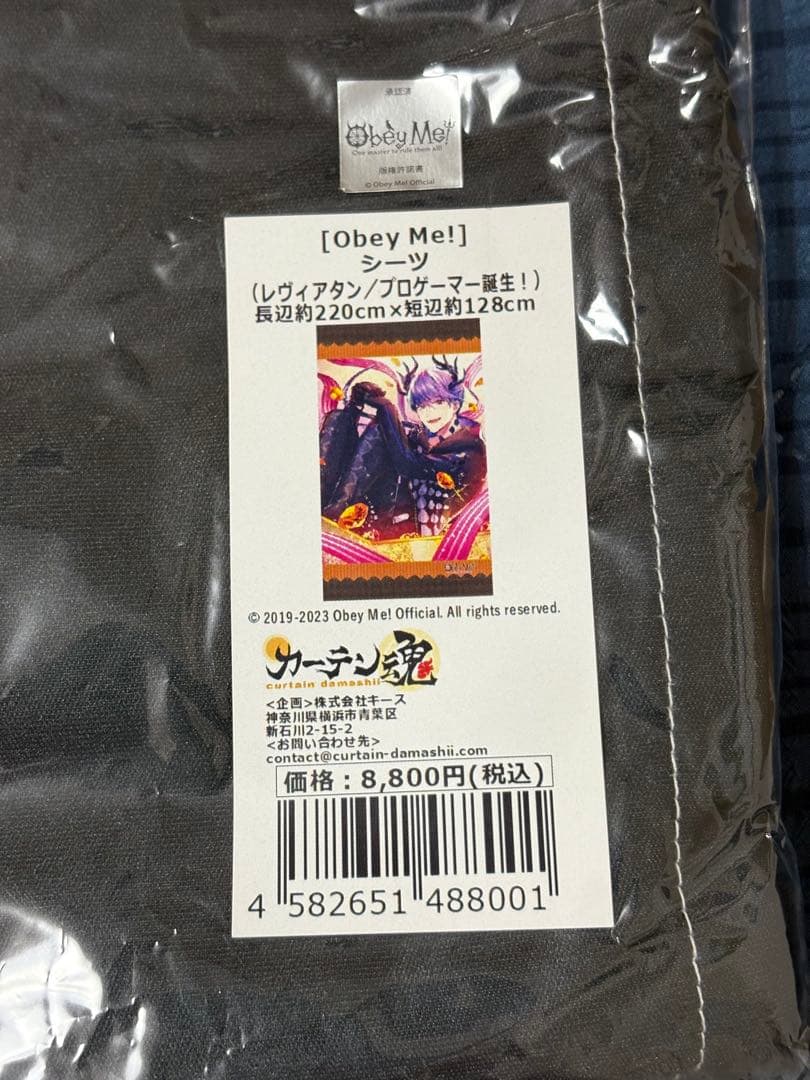 承認済
Obey Me!
One master to rule them all!
版権許諾書
© Obey Me! Official
[Obey Me!]
シーツ
(レヴィアタン/プロゲーマー誕生!)
長辺約220cm×短辺約128cm
© 2019-2023 Obey Me! Official. All rights reserved.
カーテン魂
curtain damashii
<企画>株式会社キース
神奈川県横浜市青葉区
新石川2-15-2
<お問い合わせ先>
contact@curtain-damashii.com
価格:8,800円(税込)
4 582651 488001